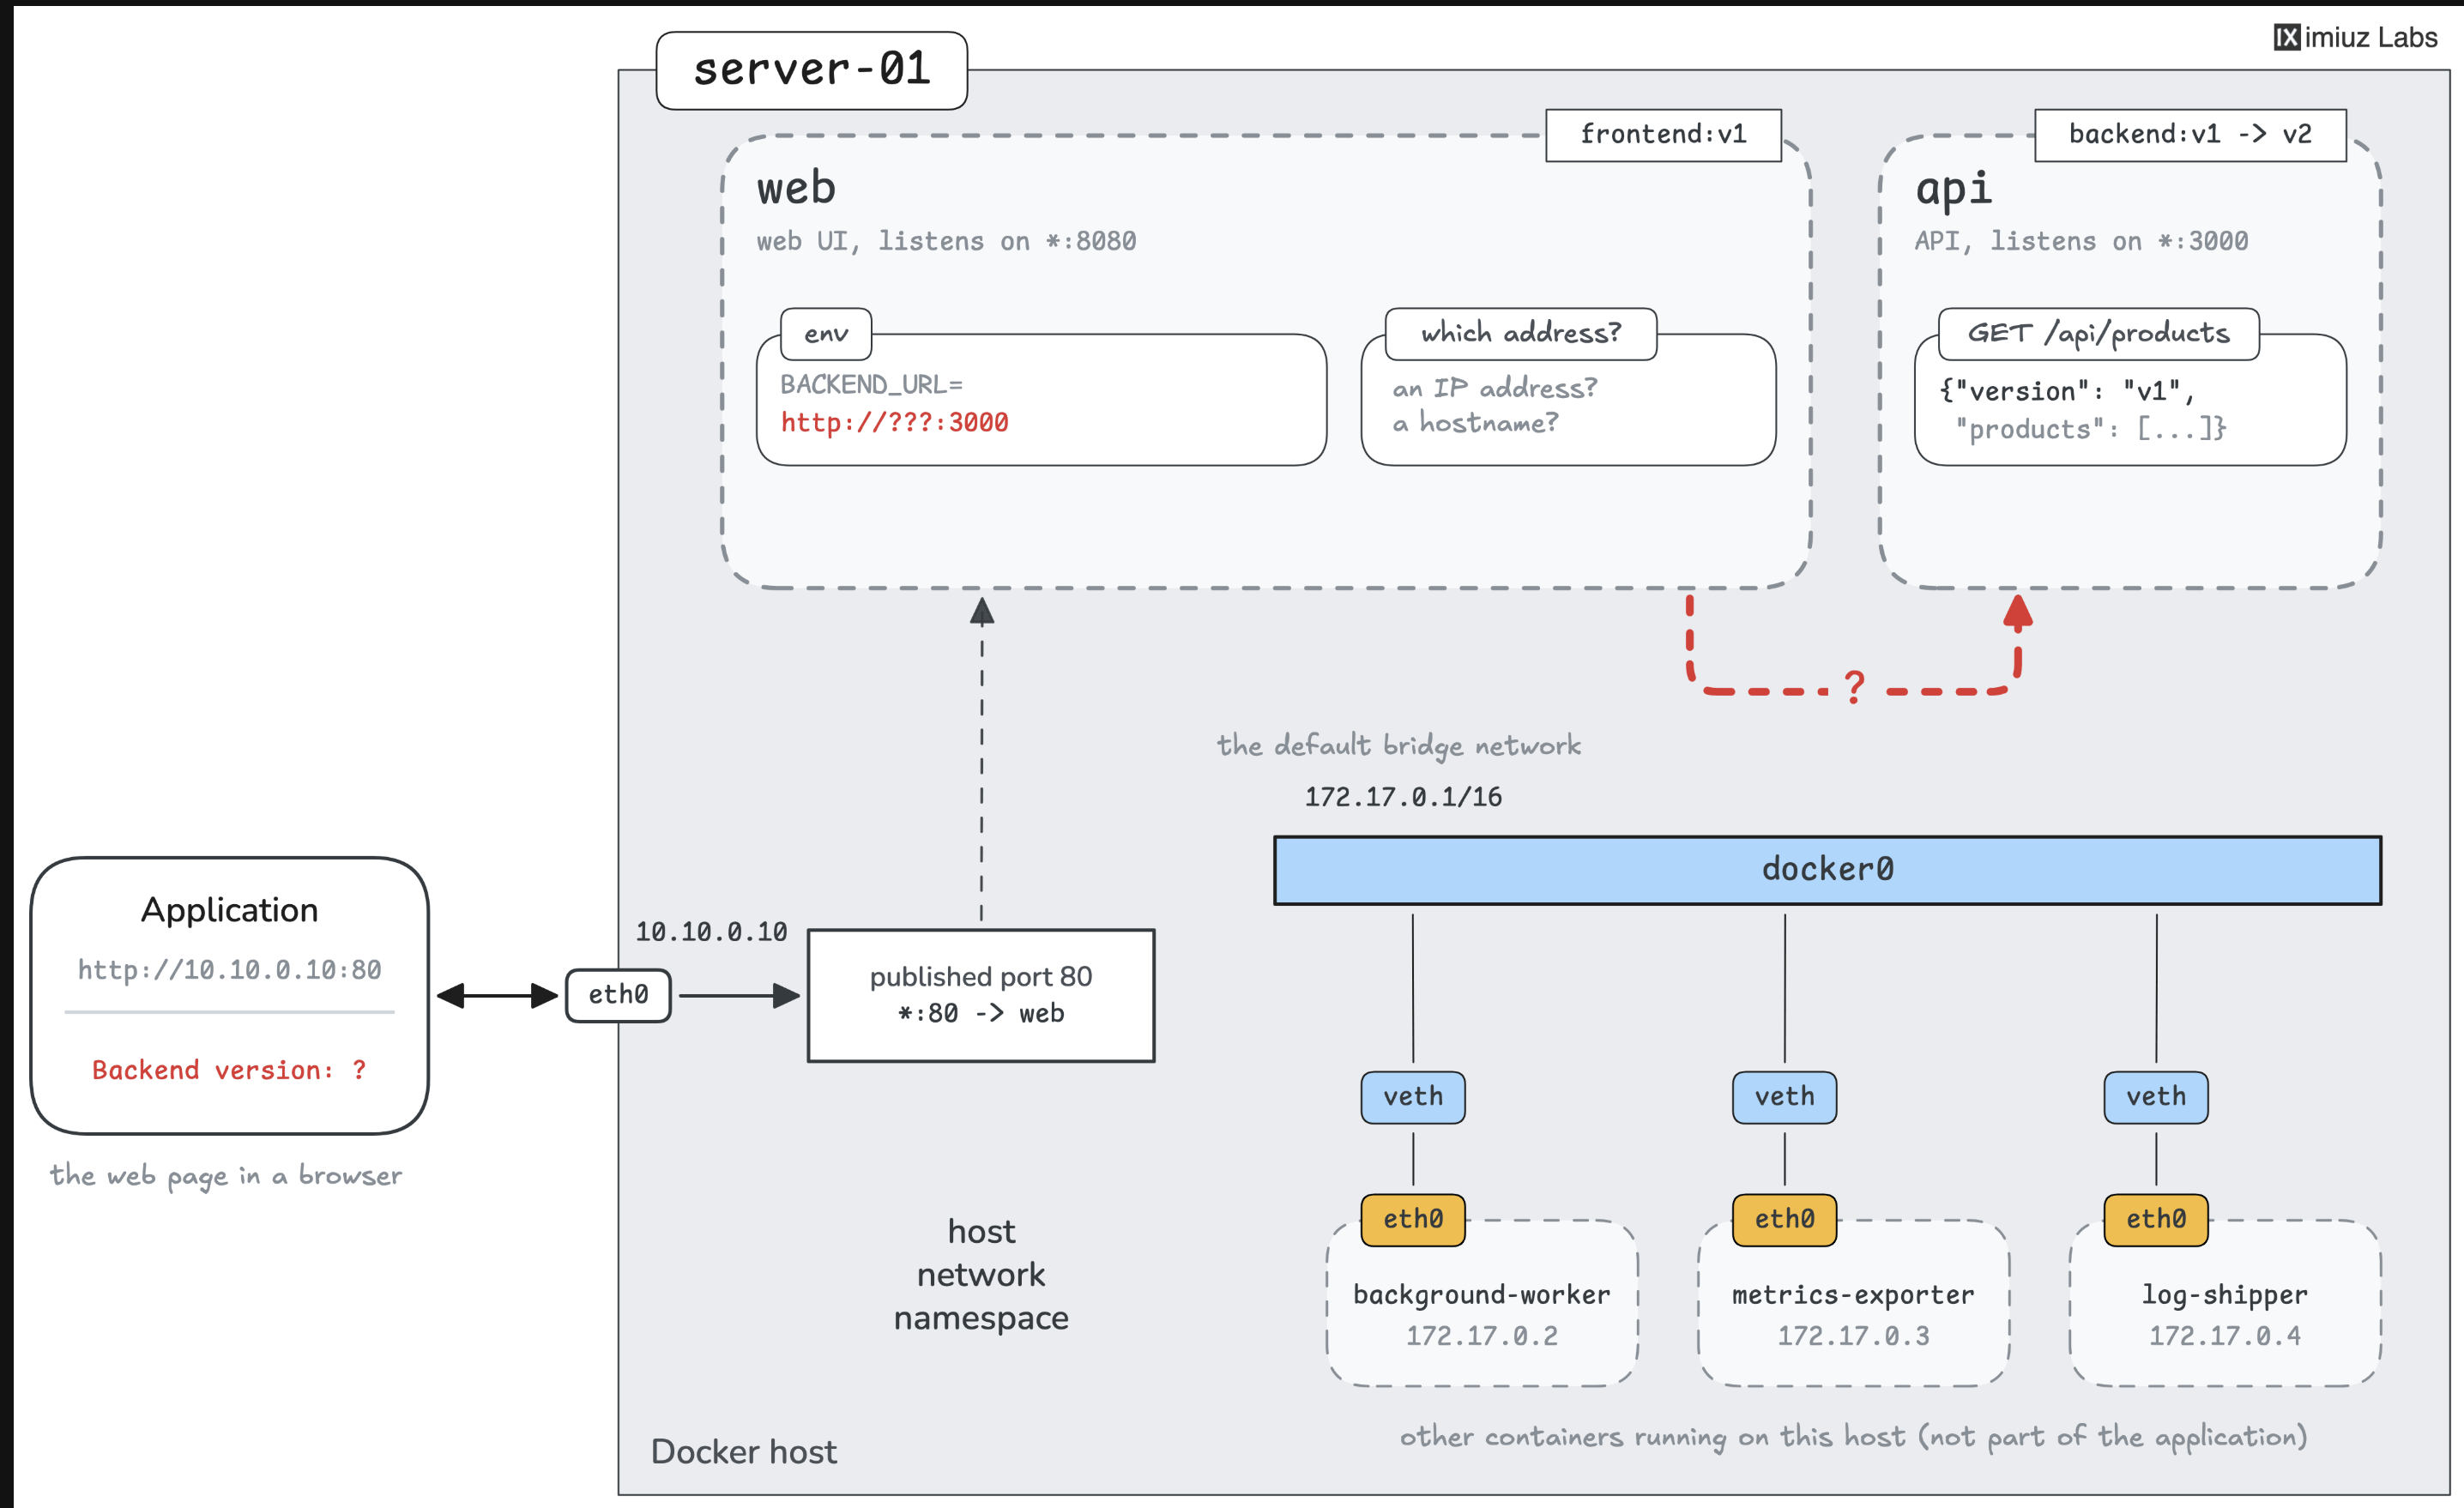 IXimiuz Labs
server-01
frontend:v1
backend:v1 -> v2
web
web UI, listens on *:8080
env
BACKEND_URL=
http://???:3000
which address?
an IP address?
a hostname?
api
API, listens on *:3000
GET /api/products
{"version": "v1",
"products": [...]}
?
the default bridge network
172.17.0.1/16
docker0
Application
http://10.10.0.10:80
Backend version: ?
the web page in a browser
10.10.0.10
eth0
published port 80
*:80 -> web
veth
veth
veth
eth0
eth0
eth0
background-worker
172.17.0.2
metrics-exporter
172.17.0.3
log-shipper
172.17.0.4
host
network
namespace
other containers running on this host (not part of the application)
Docker host